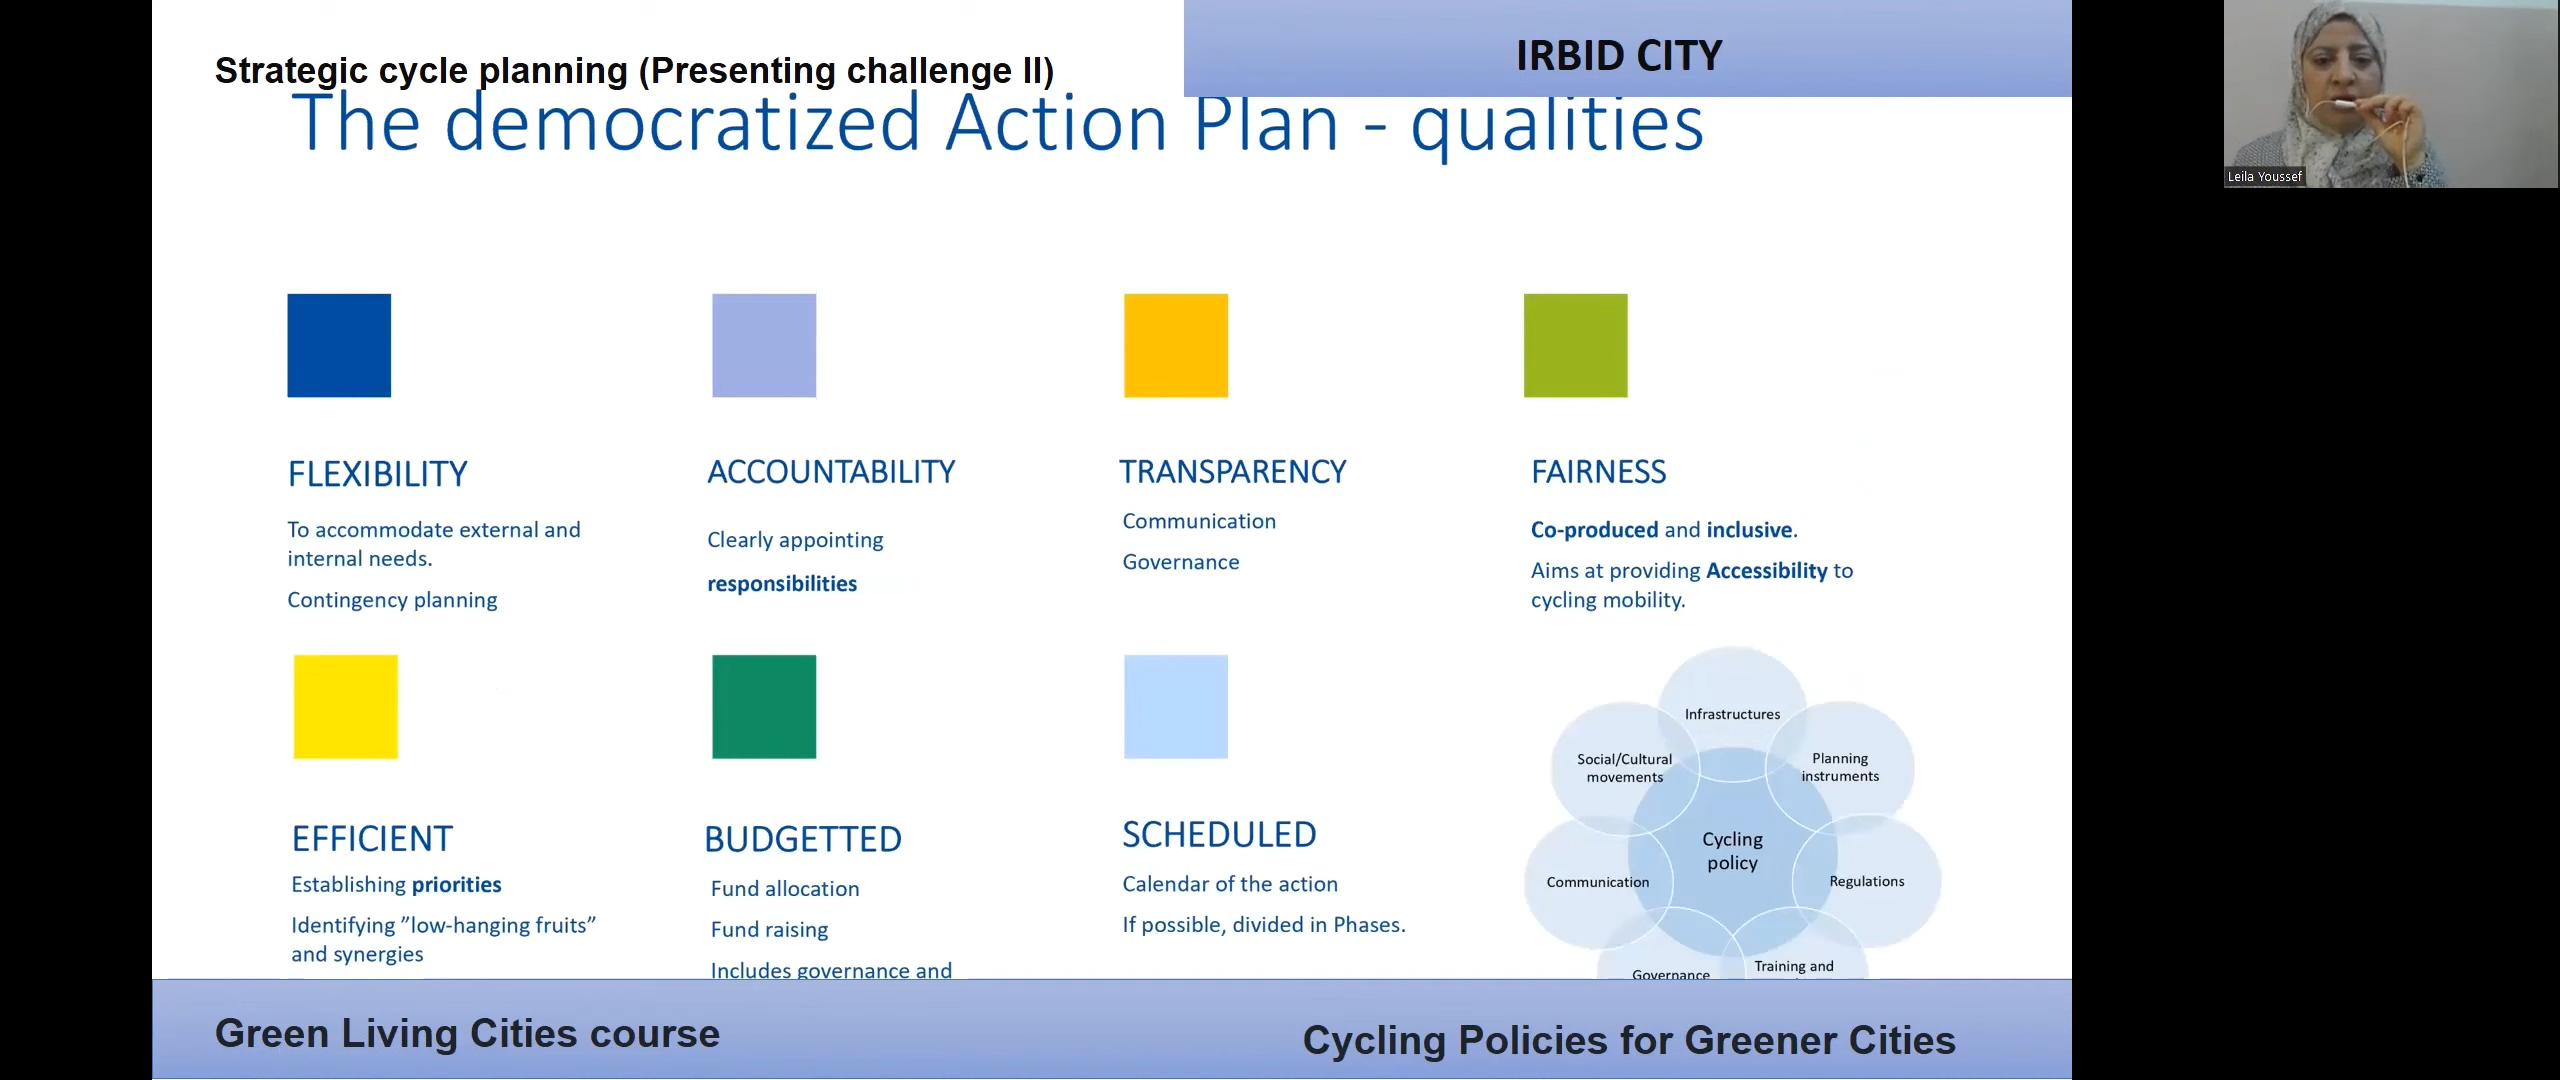 Strategic cycle planning (Presenting challenge II)
IRBID CITY
The democratized Action Plan - qualities
FLEXIBILITY
To accommodate external and
internal needs.
Contingency planning
ACCOUNTABILITY
Clearly appointing
responsibilities
TRANSPARENCY
Communication
Governance
FAIRNESS
Co-produced and inclusive.
Aims at providing Accessibility to
cycling mobility.
EFFICIENT
Establishing priorities
Identifying ”low-hanging fruits”
and synergies
BUDGETTED
Fund allocation
Fund raising
Includes governance and
SCHEDULED
Calendar of the action
If possible, divided in Phases.
Infrastructures
Planning
instruments
Regulations
Training and
Governance
Communication
Social/Cultural
movements
Cycling
policy
Green Living Cities course
Cycling Policies for Greener Cities
Leila Youssef